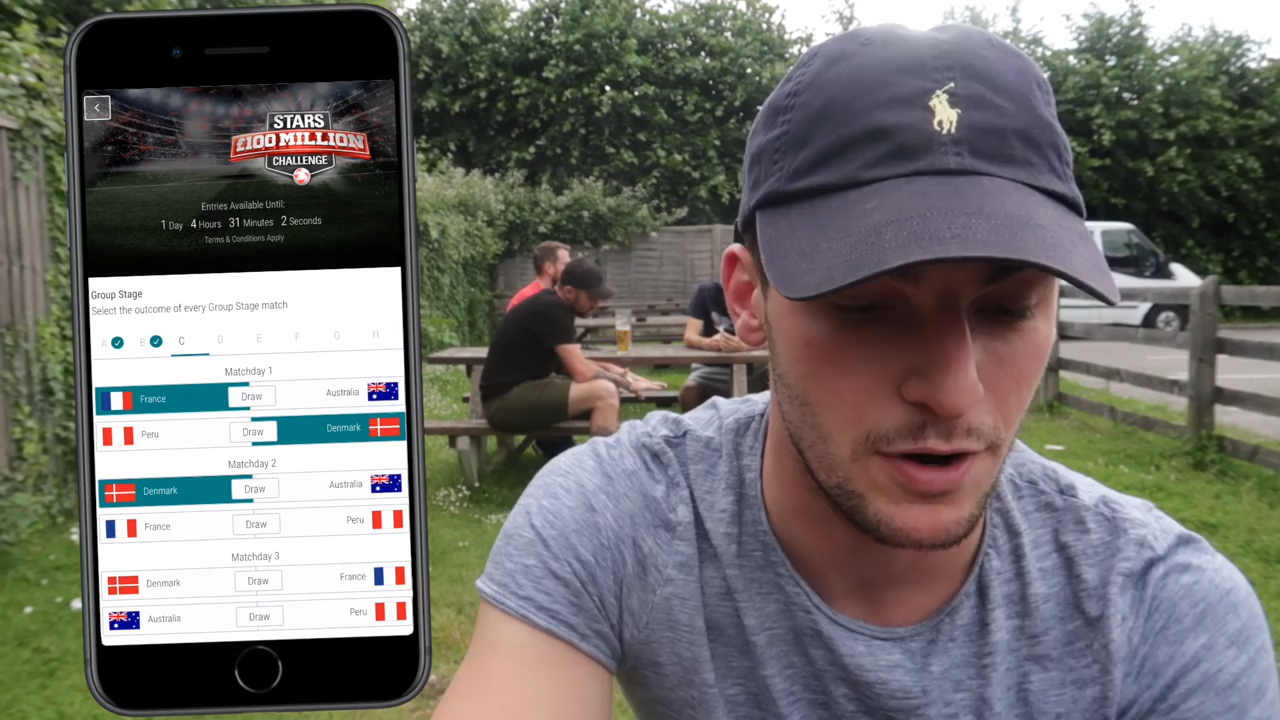 STARS
£100 MILLION
CHALLENGE
Entries Available Until:
1 Day 4 Hours 31 Minutes 2 Seconds
Terms & Conditions Apply
Group Stage
Select the outcome of every Group Stage match
A B C D E F G H
Matchday 1
France Draw Australia
Peru Draw Denmark
Matchday 2
Denmark Draw Australia
France Draw Peru
Matchday 3
Denmark Draw France
Australia Draw Peru